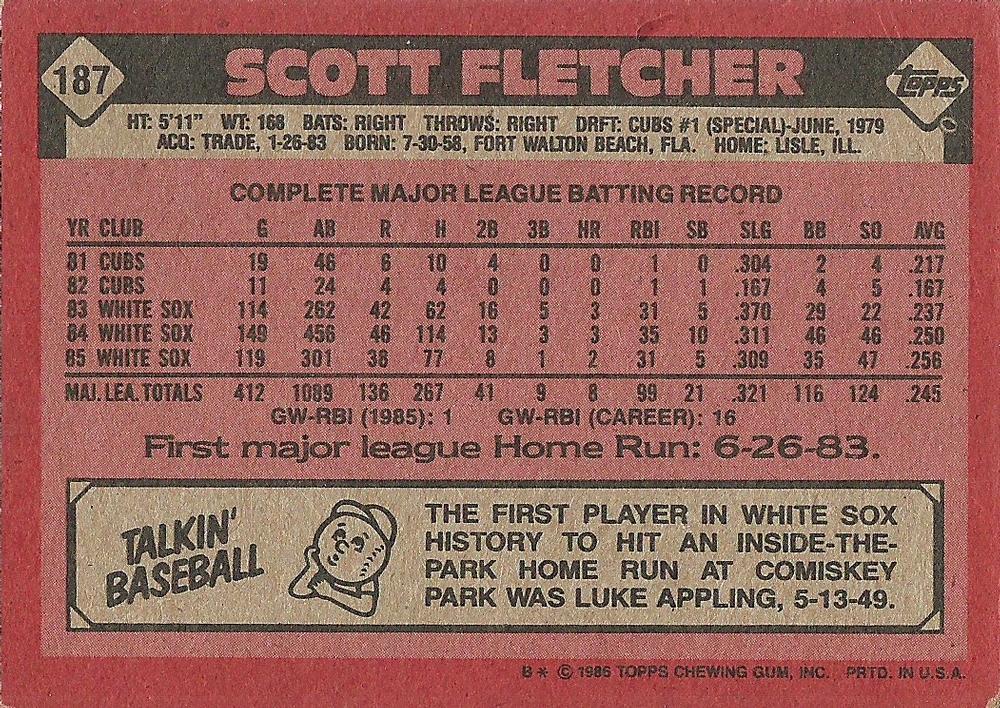 187 SCOTT FLETCHER TOPPS
HT: 5'11" WT: 168 BATS: RIGHT THROWS: RIGHT DRFT: CUBS #1 (SPECIAL)-JUNE, 1979
ACQ: TRADE, 1-26-83 BORN: 7-30-58, FORT WALTON BEACH, FLA. HOME: LISLE, ILL.
COMPLETE MAJOR LEAGUE BATTING RECORD
YR CLUB G AB R H 2B 3B HR RBI SB SLG BB SO AVG
81 CUBS 19 46 6 10 4 0 0 1 0 .304 2 4 .217
82 CUBS 11 24 4 4 0 0 0 1 1 .167 4 5 .167
83 WHITE SOX 114 262 42 62 16 5 3 31 5 .370 29 22 .237
84 WHITE SOX 149 456 46 114 13 3 3 35 10 .311 46 46 .250
85 WHITE SOX 119 301 38 77 8 1 2 31 5 .309 35 47 .256
MAJ. LEA. TOTALS 412 1089 136 267 41 9 8 99 21 .321 116 124 .245
GW-RBI (1985): 1 GW-RBI (CAREER): 16
First major league Home Run: 6-26-83.
TALKIN'
BASEBALL
THE FIRST PLAYER IN WHITE SOX
HISTORY TO HIT AN INSIDE-THE-
PARK HOME RUN AT COMISKEY
PARK WAS LUKE APPLING, 5-13-49.
B* © 1986 TOPPS CHEWING GUM, INC. PRTD. IN U.S.A.